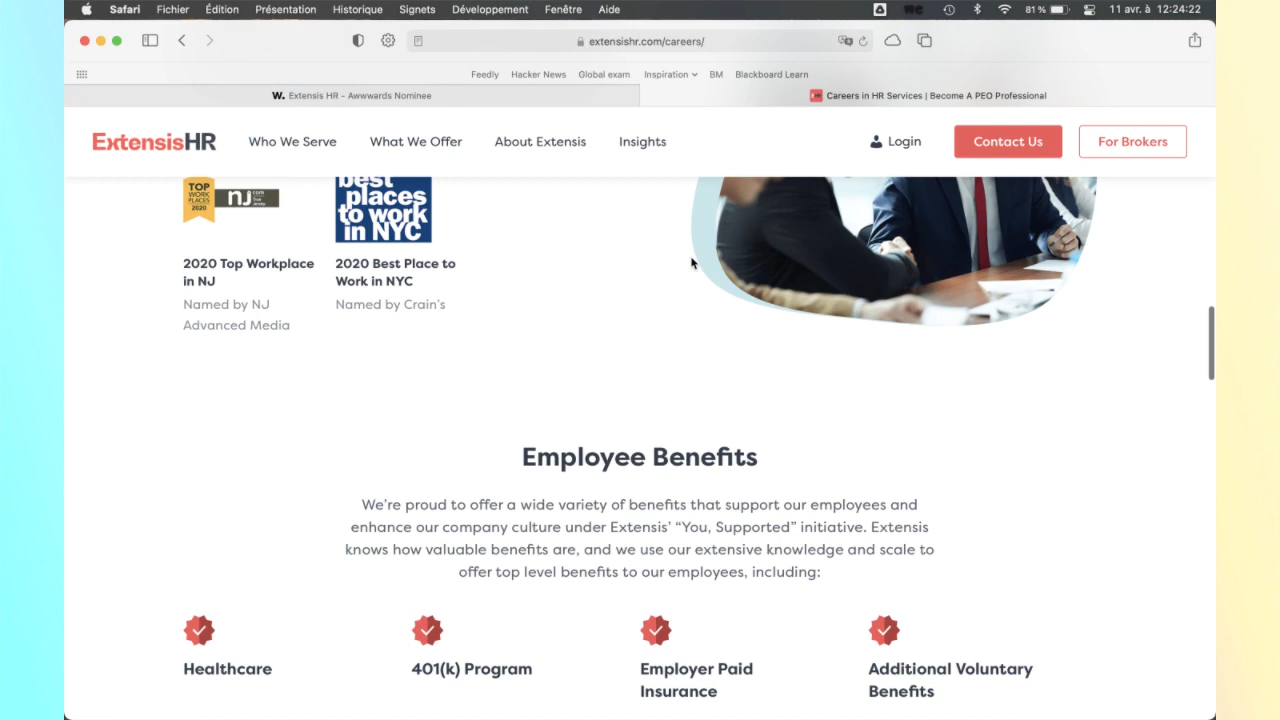 Safari Fichier Édition Présentation Historique Signets Développement Fenêtre Aide 81 % 11 avr. à 12:24:22
extensishr.com/careers/
Feedly Hacker News Global exam Inspiration BM Blackboard Learn
W. Extensis HR - Awwwards Nominee Careers in HR Services | Become A PEO Professional
ExtensisHR Who We Serve What We Offer About Extensis Insights Login Contact Us For Brokers
TOP
WORK
PLACES
2020
nj.com
best
places
to work
in NYC
2020 Top Workplace
in NJ
Named by NJ
Advanced Media
2020 Best Place to
Work in NYC
Named by Crain's
Employee Benefits
We're proud to offer a wide variety of benefits that support our employees and
enhance our company culture under Extensis' “You, Supported” initiative. Extensis
knows how valuable benefits are, and we use our extensive knowledge and scale to
offer top level benefits to our employees, including:
Healthcare
401(k) Program
Employer Paid
Insurance
Additional Voluntary
Benefits